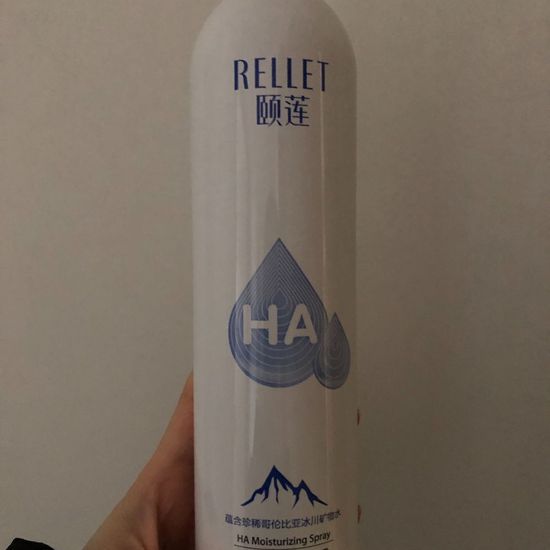 RELLET
颐莲
HA
蕴含珍稀哥伦比亚冰川矿物水
HA Moisturizing Spray